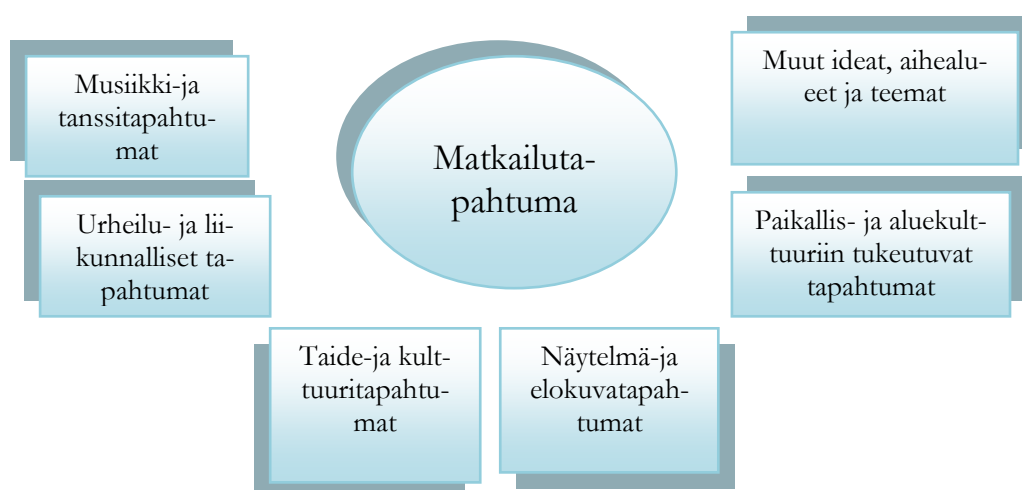 Musiikki-ja
tanssitapahtu-
mat
Urheilu- ja lii-
kunnalliset ta-
pahtumat
Taide-ja kult-
tuuritapahtu-
mat
Matkailuta-
pahtuma
Näytelmä-ja
elokuvatapah-
tumat
Muut ideat, aihealu-
eet ja teemat
Paikallis- ja aluekult-
tuuriin tukeutuvat
tapahtumat